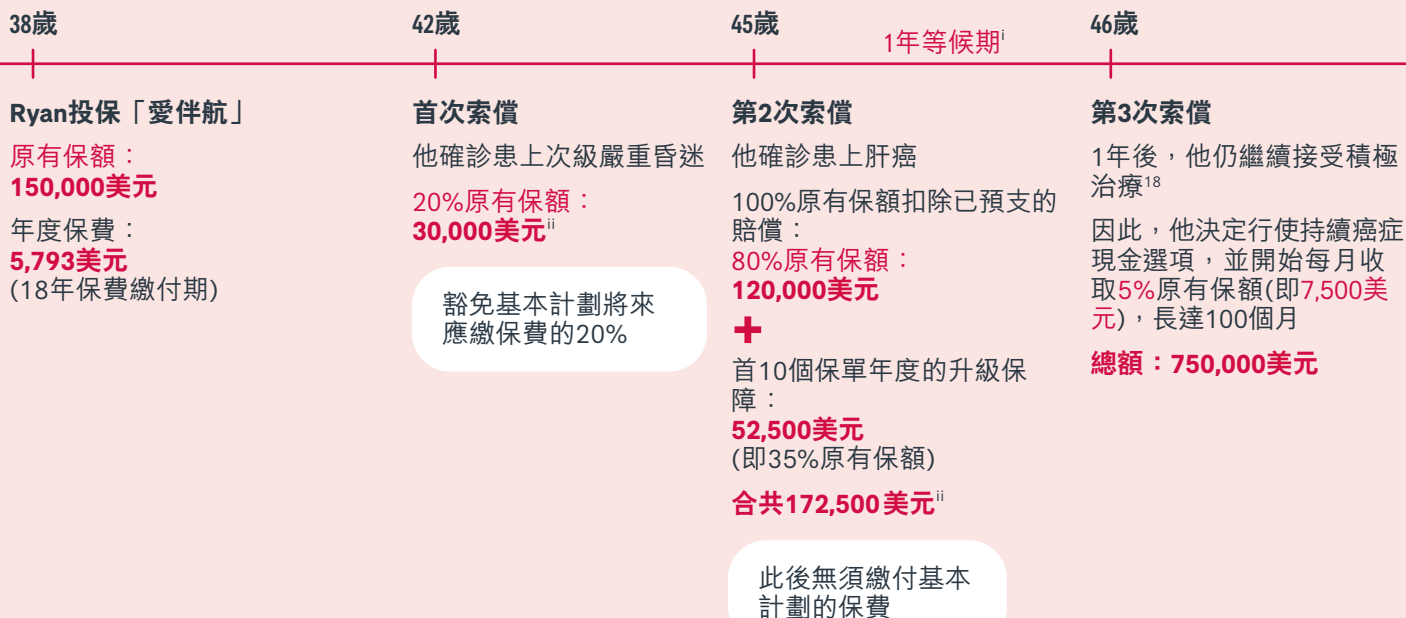 38歲
Ryan投保「愛伴航」
原有保額：
150,000美元
年度保費：
5,793美元
(18年保費繳付期)
42歲
首次索償
他確診患上次級嚴重昏迷
20%原有保額：
30,000美元ii
豁免基本計劃將來
應繳保費的20%
45歲
第2次索償
他確診患上肝癌
100%原有保額扣除已預支的
賠償：
80%原有保額：
120,000美元
+
首10個保單年度的升級保
障：
52,500美元
(即35%原有保額)
合共172,500美元ii
此後無須繳付基本
計劃的保費
1年等候期i
46歲
第3次索償
1年後，他仍繼續接受積極
治療18
因此，他決定行使持續癌症
現金選項，並開始每月收
取5%原有保額(即7,500美
元)，長達100個月
總額：750,000美元